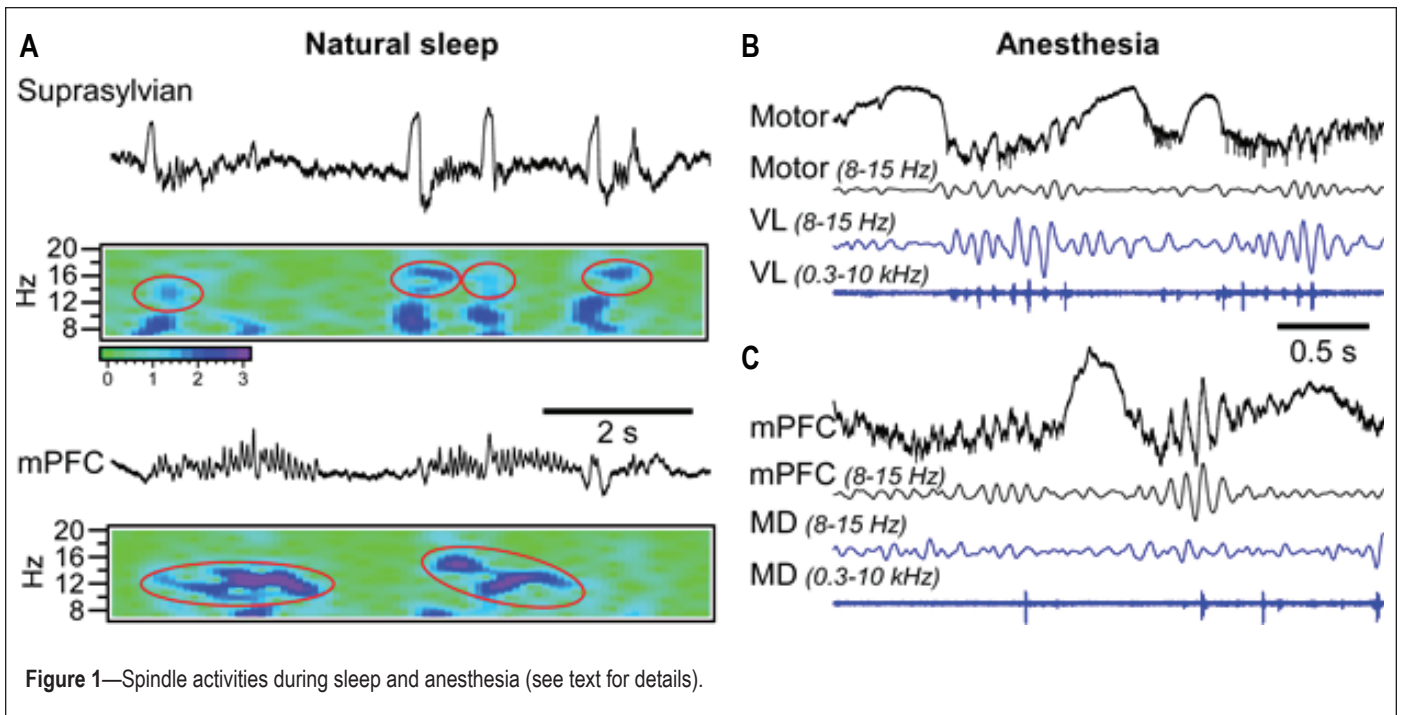 A
Natural sleep
Suprasylvian
20
16
12
8
Hz
0 1 2 3
2 s
mPFC
20
16
12
8
Hz
B
Anesthesia
Motor
Motor (8-15 Hz)
VL (8-15 Hz)
VL (0.3-10 kHz)
0.5 s
C
mPFC
mPFC (8-15 Hz)
MD (8-15 Hz)
MD (0.3-10 kHz)
Figure 1—Spindle activities during sleep and anesthesia (see text for details).